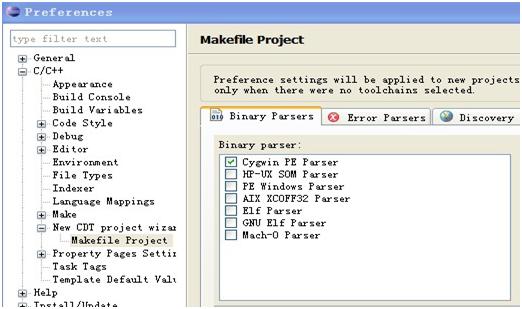 Preferences
type filter text
General
C/C++
Appearance
Build Console
Build Variables
Code Style
Debug
Editor
Environment
File Types
Indexer
Language Mappings
Make
New CDT project wizar
Makefile Project
Property Pages Settir
Task Tags
Template Default Valu
Help
Install/Update
Makefile Project
Preference settings will be applied to new projects
only when there were no toolchains selected.
Binary Parsers
Error Parsers
Discovery
Binary parser:
Cygwin PE Parser
HP-UX SOM Parser
PE Windows Parser
AIX XCOFF32 Parser
Elf Parser
GNU Elf Parser
Mach-O Parser